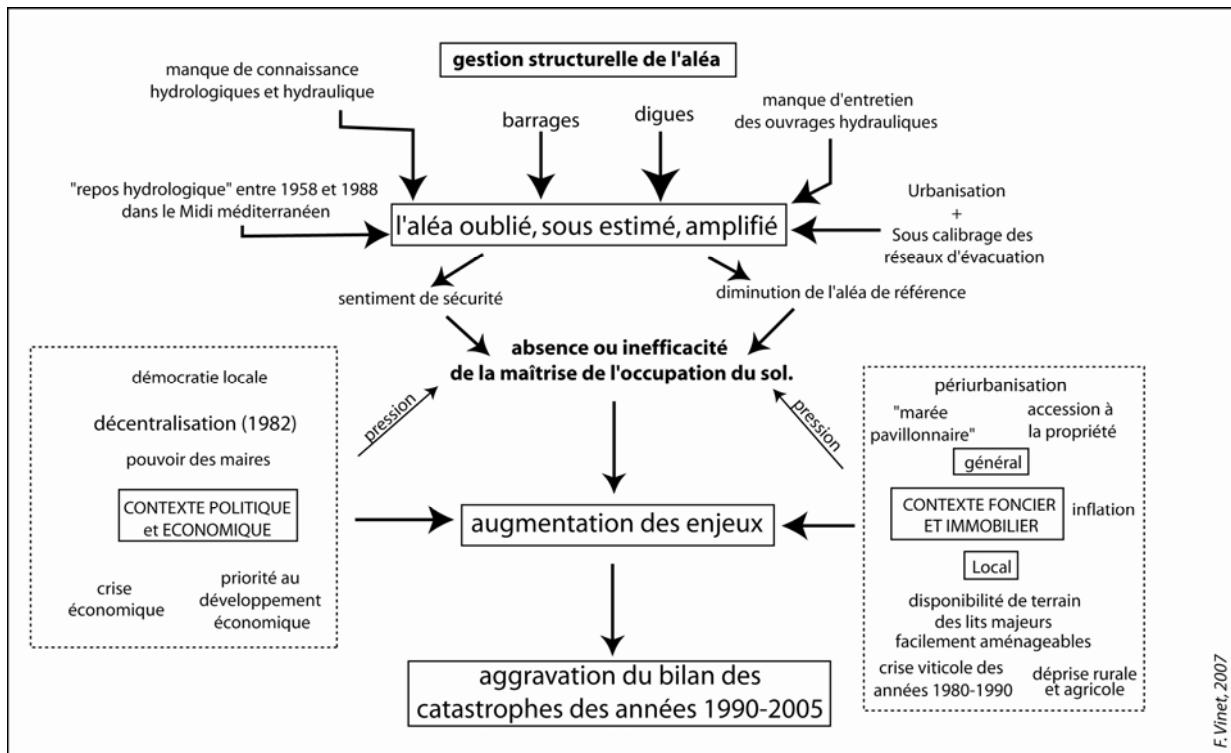 gestion structurelle de l'aléa
manque de connaissance
hydrologiques et hydraulique
barrages
digues
manque d'entretien
des ouvrages hydrauliques
"repos hydrologique" entre 1958 et 1988
dans le Midi méditerranéen
l'aléa oublié, sous estimé, amplifié
Urbanisation
+
Sous calibrage des
réseaux d'évacuation
sentiment de sécurité
diminution de l'aléa de référence
absence ou inefficacité
de la maîtrise de l'occupation du sol.
pression
pression
démocratie locale
décentralisation (1982)
pouvoir des maires
CONTEXTE POLITIQUE
et ECONOMIQUE
crise
économique
priorité au
développement
économique
augmentation des enjeux
périurbanisation
"marée
pavillonnaire"
accession à
la propriété
général
CONTEXTE FONCIER
ET IMMOBILIER
inflation
Local
disponibilité de terrain
des lits majeurs
facilement aménageables
crise viticole des
années 1980-1990
déprise rurale
et agricole
aggravation du bilan des
catastrophes des années 1990-2005
F. Vinet, 2007